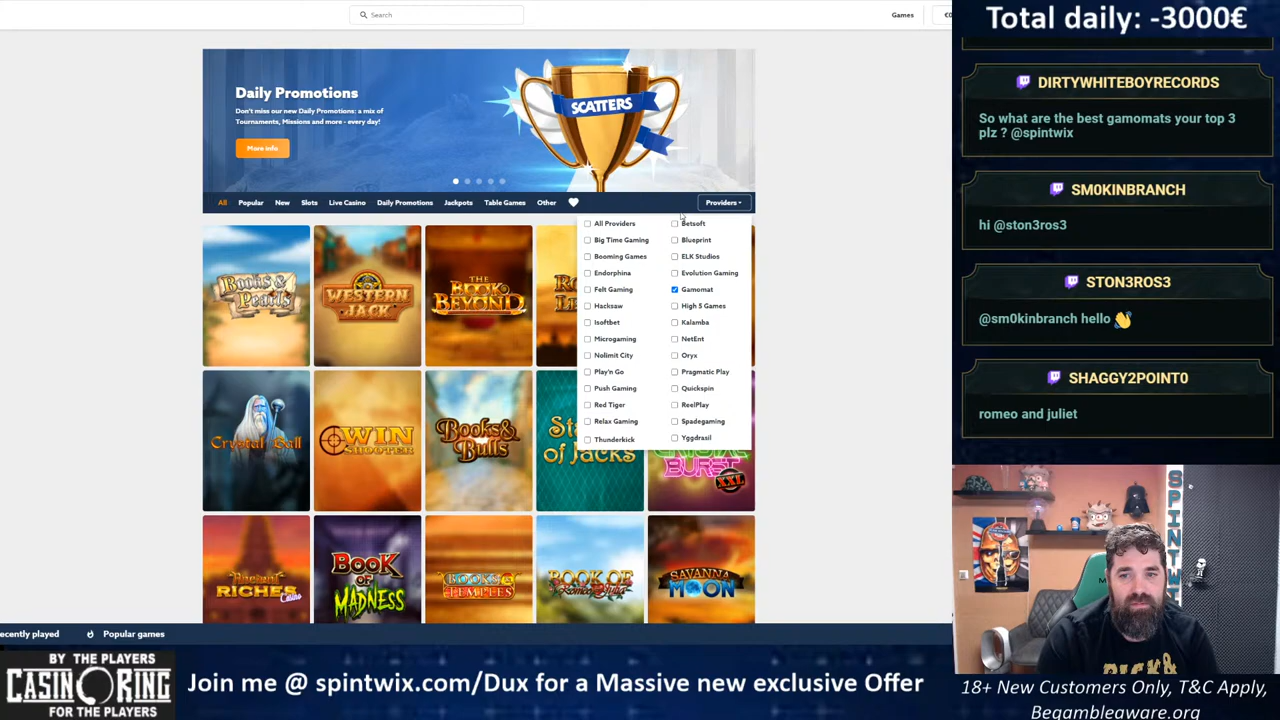 Search
Games
Total daily: -3000€
Daily Promotions
Don't miss our new Daily Promotions: a mix of
Tournaments, Missions and more - every day!
More info
SCATTERS
All
Popular
New
Slots
Live Casino
Daily Promotions
Jackpots
Table Games
Other
Providers
All Providers
Betsoft
Big Time Gaming
Blueprint
Booming Games
ELK Studios
Endorphina
Evolution Gaming
Felt Gaming
Gamomat
Hacksaw
High 5 Games
Isoftbet
Kalamba
Microgaming
NetEnt
Nolimit City
Oryx
Play'n Go
Pragmatic Play
Push Gaming
Quickspin
Red Tiger
ReelPlay
Relax Gaming
Spadegaming
Thunderkick
Yggdrasil
Books &
Pearls
WESTERN
JACK
THE
BOOK
BEYOND
Crystal Ball
WIN
SHOOTER
Books &
Bulls
of Jacks
CRYSTAL
BURST
XXL
Ancient
RICHES
Casino
BOOK
OF
MADNESS
BOOKS &
TEMPLES
BOOK OF
Romeo & Julia
SAVANNA
MOON
ecently played
Popular games
DIRTYWHITEBOYRECORDS
So what are the best gamomats your top 3
plz ? @spintwix
SM0KINBRANCH
hi @ston3ros3
STON3ROS3
@sm0kinbranch hello
SHAGGY2POINT0
romeo and juliet
BY THE PLAYERS
CASINO RING
FOR THE PLAYERS
Join me @ spintwix.com/Dux for a Massive new exclusive Offer
18+ New Customers Only, T&C Apply,
Begambleaware.org